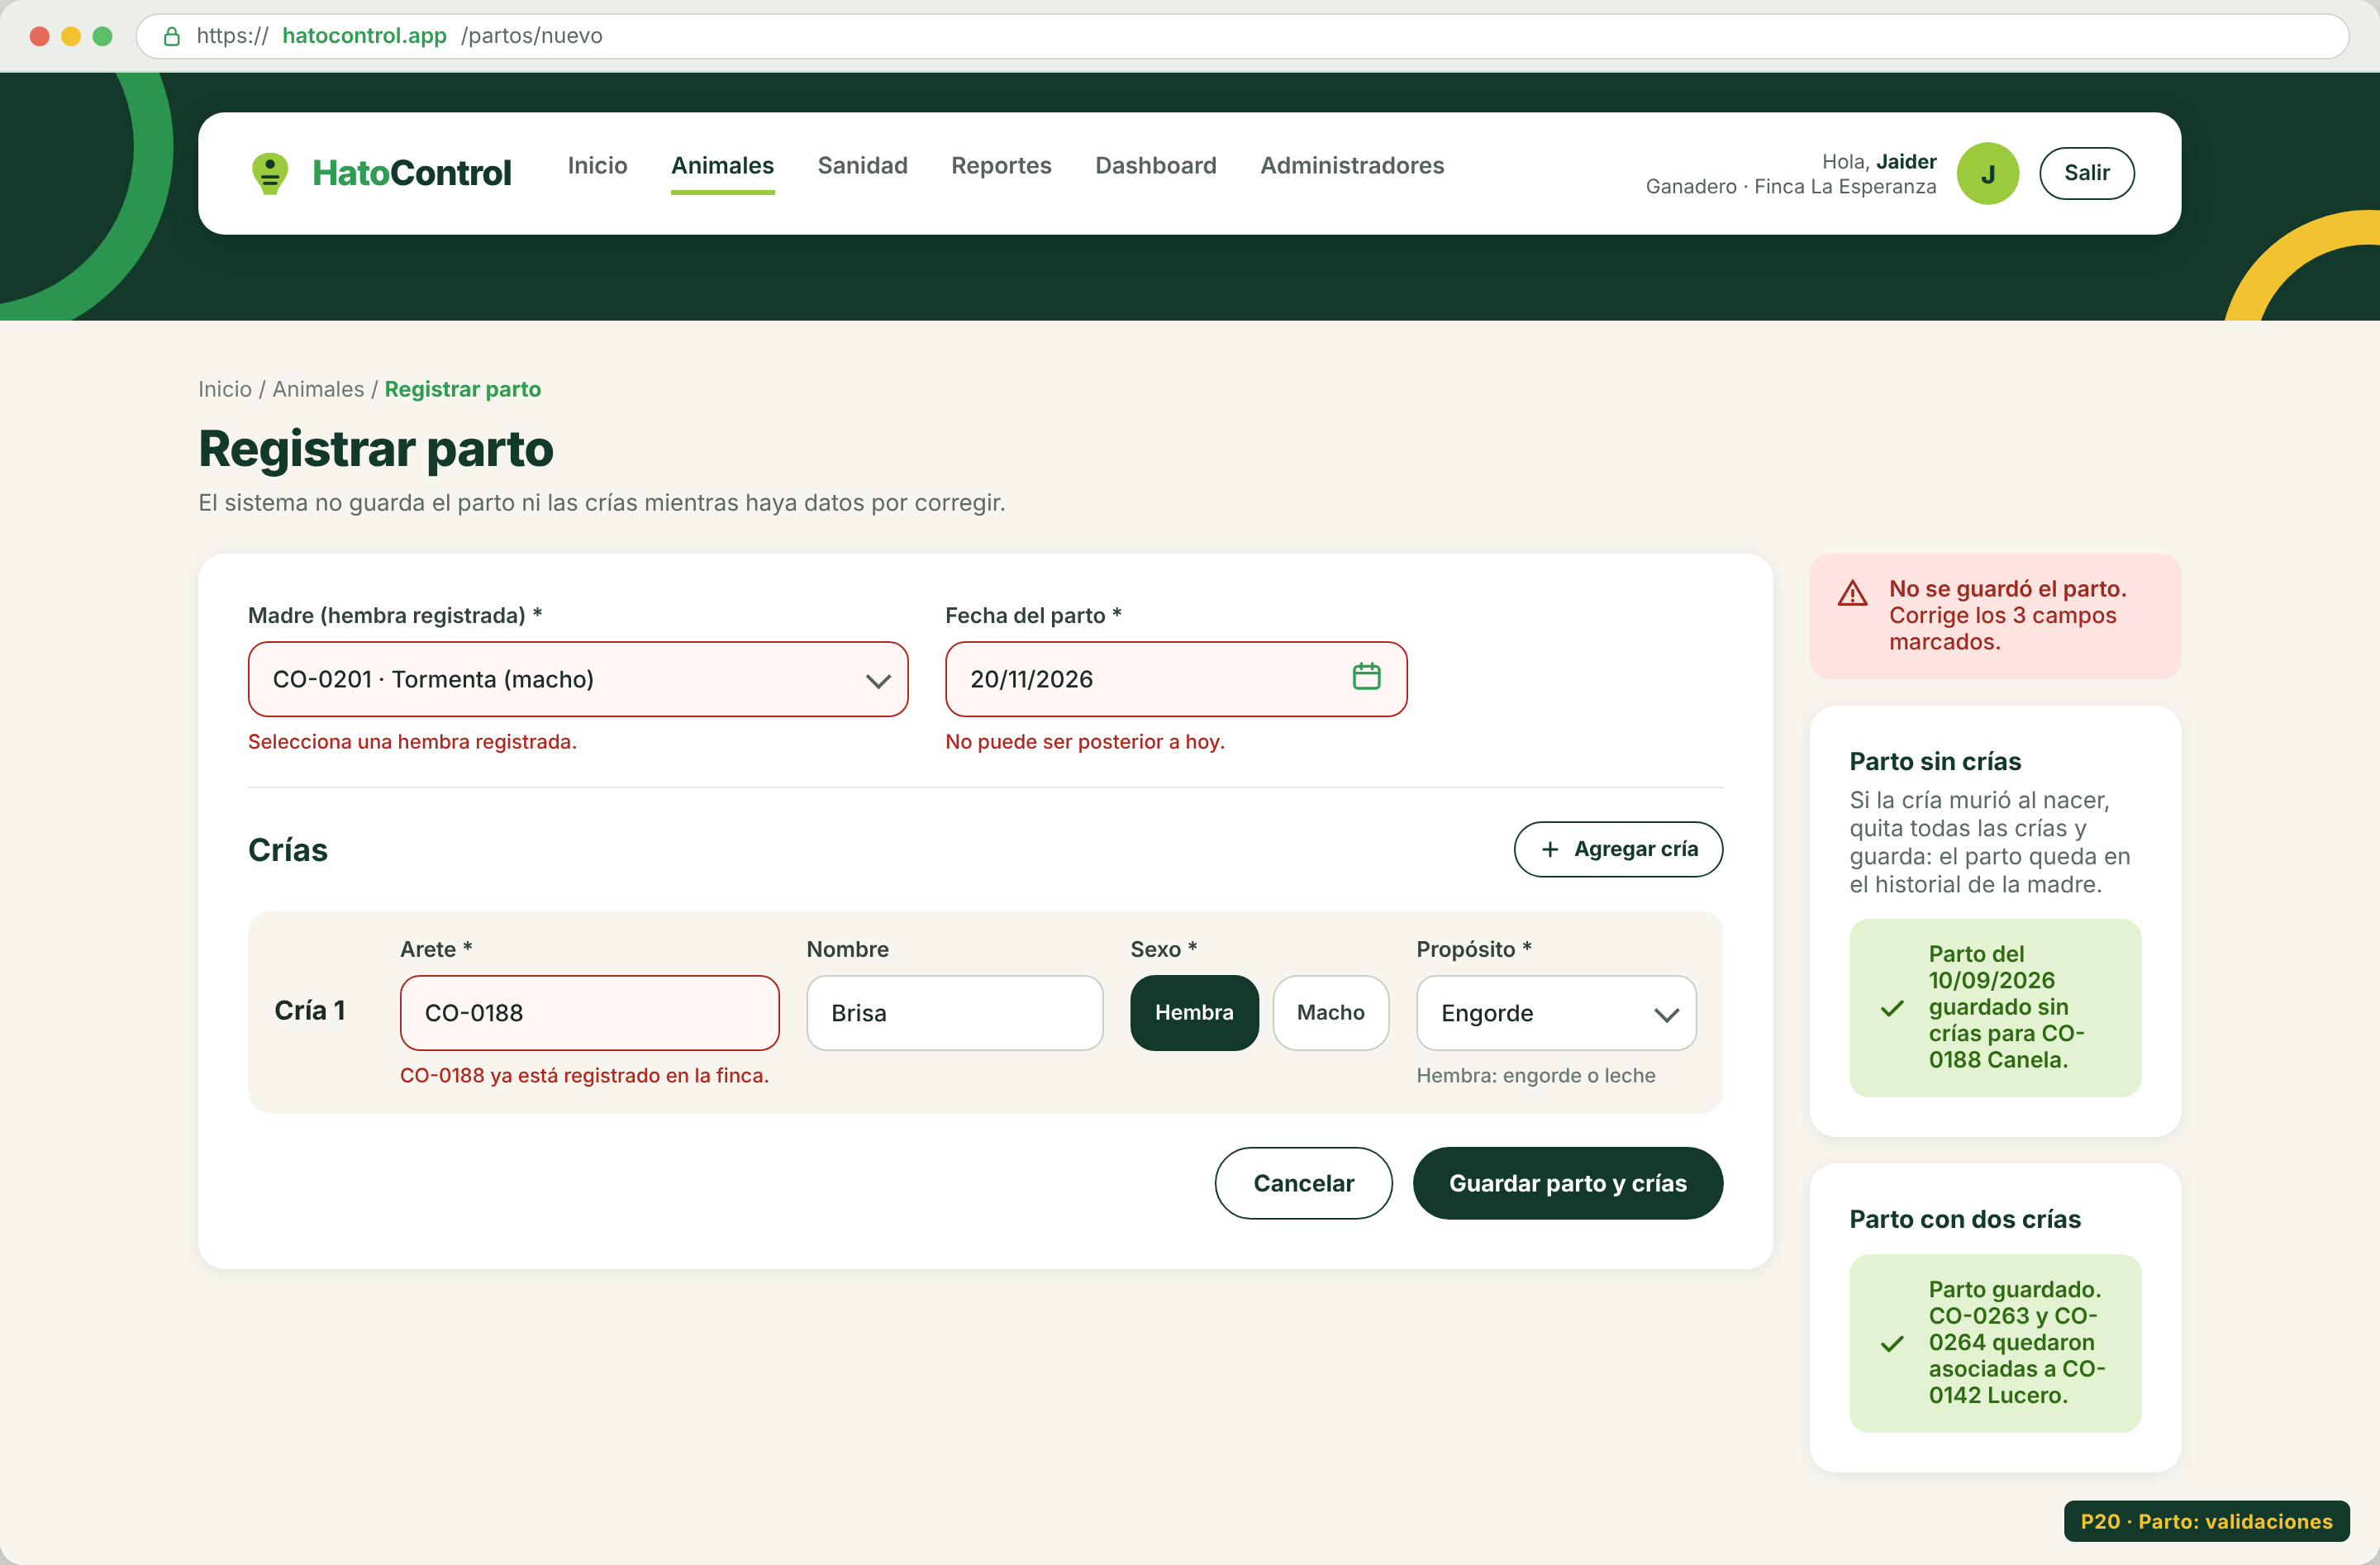 https:// hatocontrol.app /partos/nuevo
HatoControl
Inicio
Animales
Sanidad
Reportes
Dashboard
Administradores
Hola, Jaider
Ganadero · Finca La Esperanza
J
Salir
Inicio / Animales / Registrar parto
Registrar parto
El sistema no guarda el parto ni las crías mientras haya datos por corregir.
Madre (hembra registrada) *
CO-0201 · Tormenta (macho)
Selecciona una hembra registrada.
Fecha del parto *
20/11/2026
No puede ser posterior a hoy.
Crías
+ Agregar cría
Cría 1
Arete *
CO-0188
CO-0188 ya está registrado en la finca.
Nombre
Brisa
Sexo *
Hembra
Macho
Propósito *
Engorde
Hembra: engorde o leche
Cancelar
Guardar parto y crías
No se guardó el parto.
Corrige los 3 campos
marcados.
Parto sin crías
Si la cría murió al nacer,
quita todas las crías y
guarda: el parto queda en
el historial de la madre.
Parto del
10/09/2026
guardado sin
crías para CO-
0188 Canela.
Parto con dos crías
Parto guardado.
CO-0263 y CO-
0264 quedaron
asociadas a CO-
0142 Lucero.
P20 · Parto: validaciones